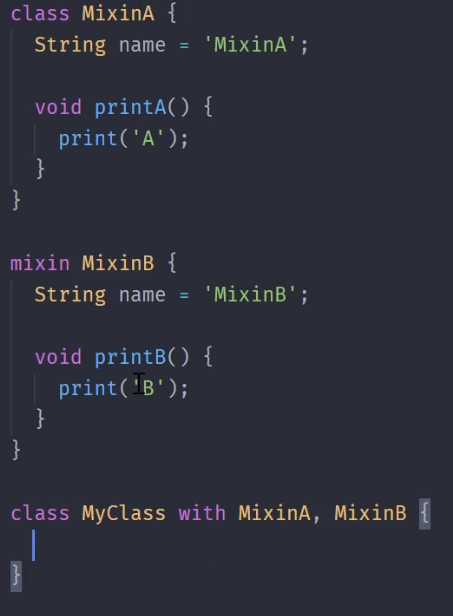 class MixinA {
  String name = 'MixinA';
  void printA() {
    print('A');
  }
}
mixin MixinB {
  String name = 'MixinB';
  void printB() {
    print('B');
  }
}
class MyClass with MixinA, MixinB {
}